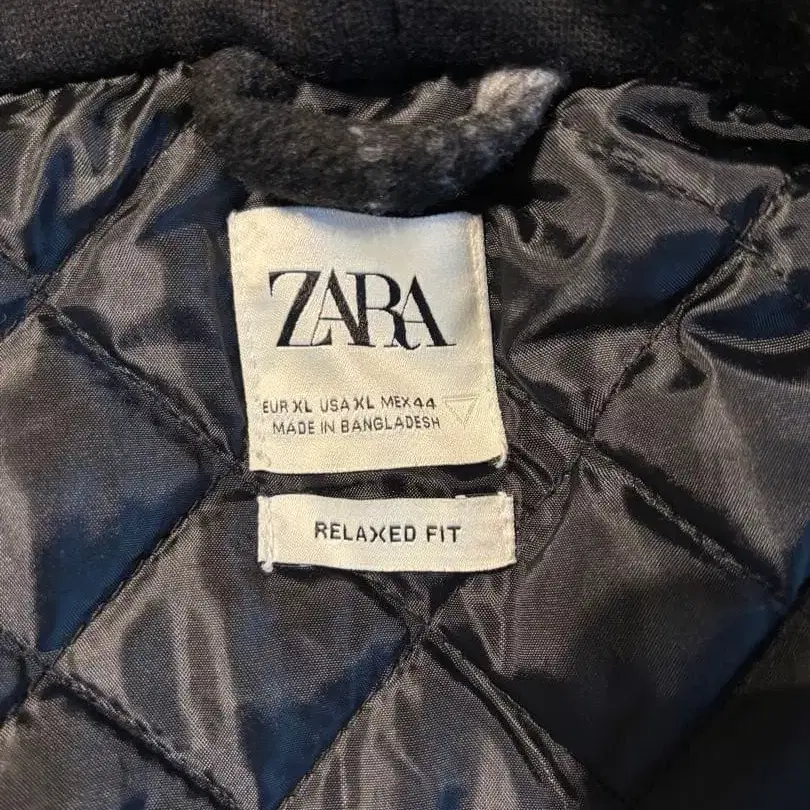 ZARA
EUR XL USA XL MEX 44
MADE IN BANGLADESH
RELAXED FIT